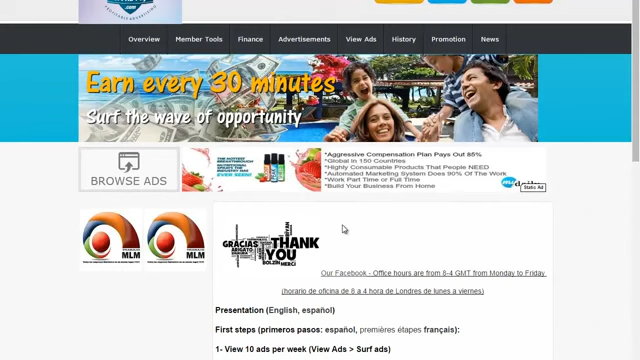 .com
PROFITABLE ADVERTISING
Overview Member Tools Finance Advertisements View Ads History Promotion News
Earn every 30 minutes
Surf the wave of opportunity
BROWSE ADS
*Aggressive Compensation Plan Pays Out 85%
*Global in 150 Countries
*Highly Consumable Products That People NEED
*Automated Marketing System Does 90% Of The Work
*Work Part Time or Full Time
*Build Your Business From Home
Static Ad
MLM
MLM
GRACIAS
ARIGATO
THANK
YOU
BOLZIN
MERCI
Our Facebook - Office hours are from 8-4 GMT from Monday to Friday
(horario de oficina de 8 a 4 hora de Londres de lunes a viernes)
Presentation (English, español)
First steps (primeros pasos: español, premières étapes français):
1- View 10 ads per week (View Ads > Surf ads)